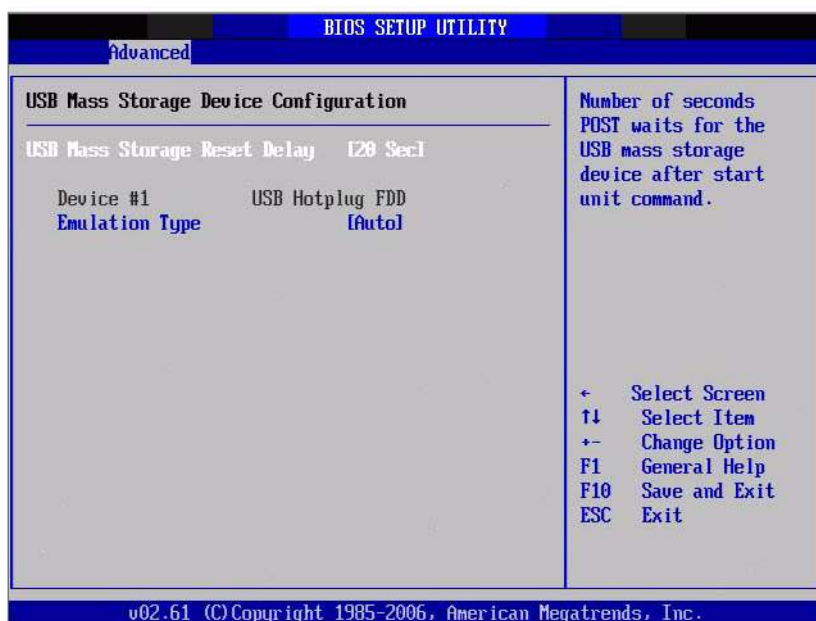 BIOS SETUP UTILITY
Advanced
USB Mass Storage Device Configuration
USB Mass Storage Reset Delay [20 Sec]
Device #1 USB Hotplug FDD
Emulation Type [Auto]
Number of seconds
POST waits for the
USB mass storage
device after start
unit command.
← Select Screen
↑↓ Select Item
+- Change Option
F1 General Help
F10 Save and Exit
ESC Exit
v02.61 (C)Copyright 1985-2006, American Megatrends, Inc.